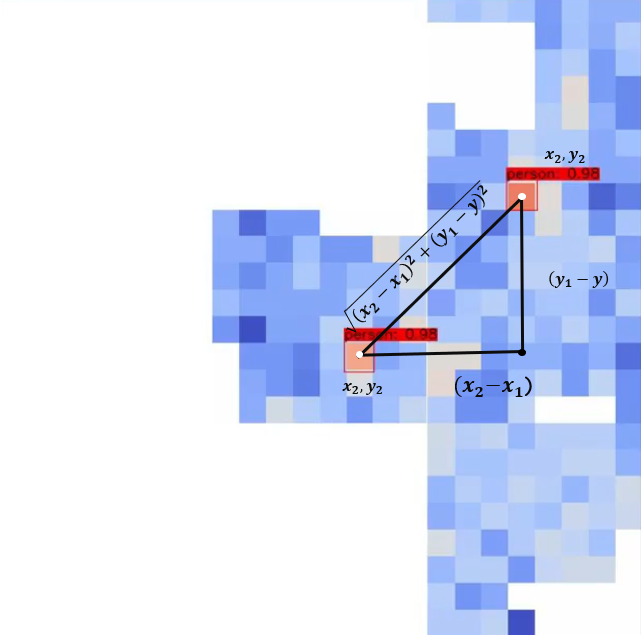 x₂, y₂
person: 0.98
√(x₂ − x₁)² + (y₁ − y)²
(y₁ − y)
person: 0.98
x₂, y₂
(x₂−x₁)